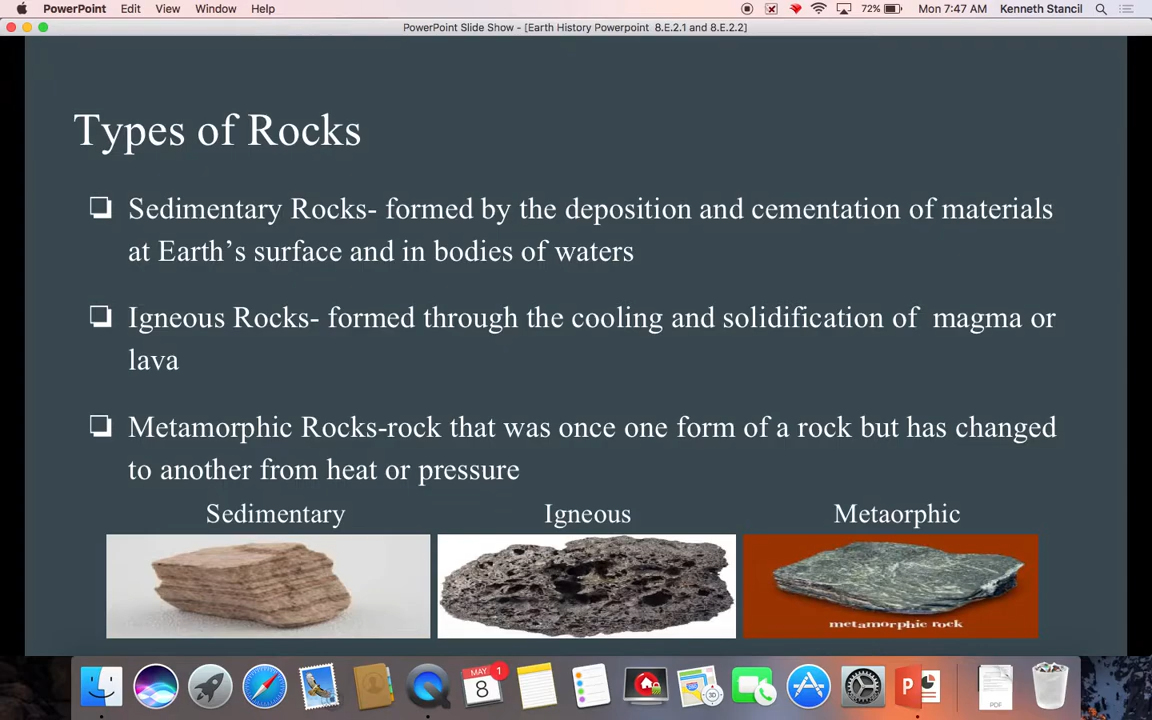 PowerPoint Edit View Window Help 72% Mon 7:47 AM Kenneth Stancil
PowerPoint Slide Show - [Earth History Powerpoint 8.E.2.1 and 8.E.2.2]
Types of Rocks
Sedimentary Rocks- formed by the deposition and cementation of materials
at Earth’s surface and in bodies of waters
Igneous Rocks- formed through the cooling and solidification of magma or
lava
Metamorphic Rocks-rock that was once one form of a rock but has changed
to another from heat or pressure
Sedimentary Igneous Metaorphic
metamorphic rock
MAY 1
8
3D
P
PDF